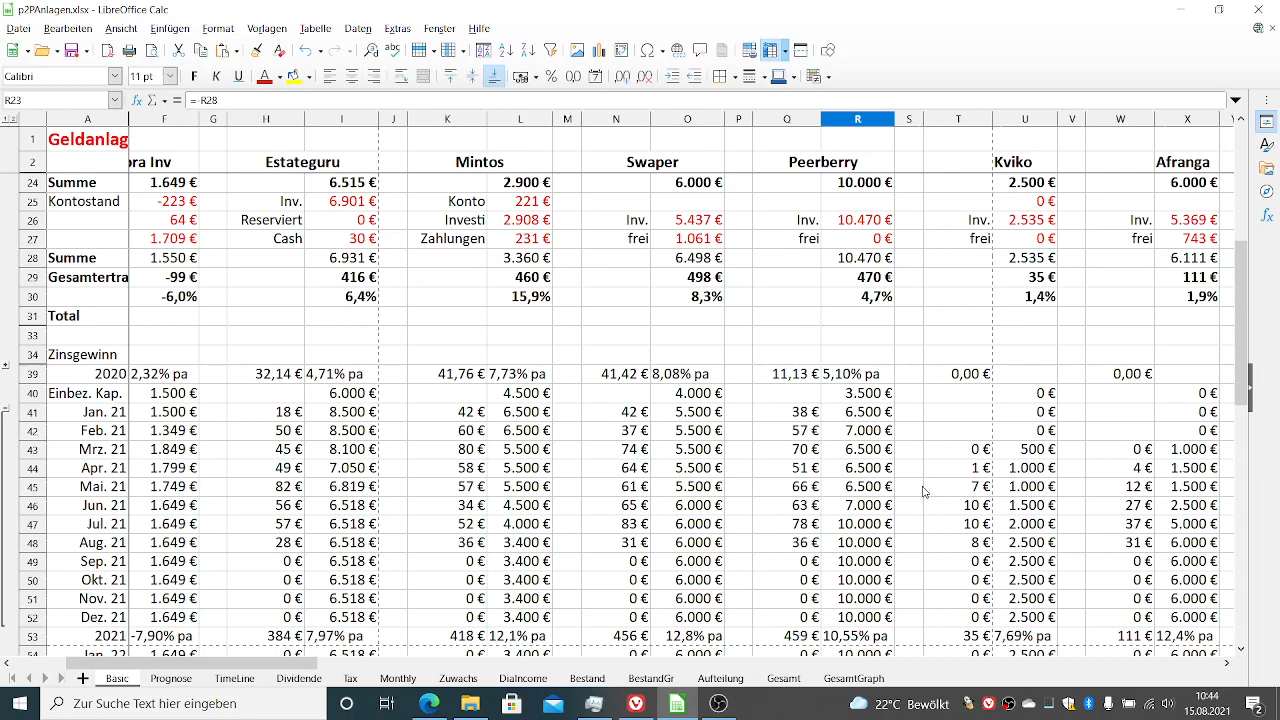 p2PAnlagen.xlsx - LibreOffice Calc
Datei Bearbeiten Ansicht Einfügen Format Vorlagen Tabelle Daten Extras Fenster Hilfe
Calibri 11 pt
R23 =-R28
A F G H I J K L M N O P Q R S T U V W X
1 Geldanlag
2 ora Inv Estateguru Mintos Swaper Peerberry Kviko Afranga
24 Summe 1.649 € 6.515 € 2.900 € 6.000 € 10.000 € 2.500 € 6.000 €
25 Kontostand -223 € Inv. 6.901 € Konto 221 € 0 €
26 64 € Reserviert 0 € Investi 2.908 € Inv. 5.437 € Inv. 10.470 € Inv. 2.535 € Inv. 5.369 €
27 1.709 € Cash 30 € Zahlungen 231 € frei 1.061 € frei 0 € frei 0 € frei 743 €
28 Summe 1.550 € 6.931 € 3.360 € 6.498 € 10.470 € 2.535 € 6.111 €
29 Gesamtertra -99 € 416 € 460 € 498 € 470 € 35 € 111 €
30 -6,0% 6,4% 15,9% 8,3% 4,7% 1,4% 1,9%
31 Total
33
34 Zinsgewinn
39 2020 2,32% pa 32,14 € 4,71% pa 41,76 € 7,73% pa 41,42 € 8,08% pa 11,13 € 5,10% pa 0,00 € 0,00 €
40 Einbez. Kap. 1.500 € 6.000 € 4.500 € 4.000 € 3.500 € 0 € 0 €
41 Jan. 21 1.500 € 18 € 8.500 € 42 € 6.500 € 42 € 5.500 € 38 € 6.500 € 0 € 0 €
42 Feb. 21 1.349 € 50 € 8.500 € 60 € 6.500 € 37 € 5.500 € 57 € 7.000 € 0 € 0 €
43 Mrz. 21 1.849 € 45 € 8.100 € 80 € 5.500 € 74 € 5.500 € 70 € 6.500 € 0 € 500 € 0 € 1.000 €
44 Apr. 21 1.799 € 49 € 7.050 € 58 € 5.500 € 64 € 5.500 € 51 € 6.500 € 1 € 1.000 € 4 € 1.500 €
45 Mai. 21 1.749 € 82 € 6.819 € 57 € 5.500 € 61 € 5.500 € 66 € 6.500 € 7 € 1.000 € 12 € 1.500 €
46 Jun. 21 1.649 € 56 € 6.518 € 34 € 4.500 € 65 € 6.000 € 63 € 7.000 € 10 € 1.500 € 27 € 2.500 €
47 Jul. 21 1.649 € 57 € 6.518 € 52 € 4.000 € 83 € 6.000 € 78 € 10.000 € 10 € 2.000 € 37 € 5.000 €
48 Aug. 21 1.649 € 28 € 6.518 € 36 € 3.400 € 31 € 6.000 € 36 € 10.000 € 8 € 2.500 € 31 € 6.000 €
49 Sep. 21 1.649 € 0 € 6.518 € 0 € 3.400 € 0 € 6.000 € 0 € 10.000 € 0 € 2.500 € 0 € 6.000 €
50 Okt. 21 1.649 € 0 € 6.518 € 0 € 3.400 € 0 € 6.000 € 0 € 10.000 € 0 € 2.500 € 0 € 6.000 €
51 Nov. 21 1.649 € 0 € 6.518 € 0 € 3.400 € 0 € 6.000 € 0 € 10.000 € 0 € 2.500 € 0 € 6.000 €
52 Dez. 21 1.649 € 0 € 6.518 € 0 € 3.400 € 0 € 6.000 € 0 € 10.000 € 0 € 2.500 € 0 € 6.000 €
53 2021 -7,90% pa 384 € 7,97% pa 418 € 12,1% pa 456 € 12,8% pa 459 € 10,55% pa 35 € 7,69% pa 111 € 12,4% pa
54 Jan. 22 1.649 € 0 € 6.518 € 0 € 3.400 € 0 € 6.000 € 0 € 10.000 € 0 € 2.500 € 0 € 6.000 €
Basic Prognose TimeLine Dividende Tax Monthly Zuwachs DiaIncome Bestand BestandGr Aufteilung Gesamt GesamtGraph
Zur Suche Text hier eingeben
22°C Bewölkt
10:44
15.08.2021